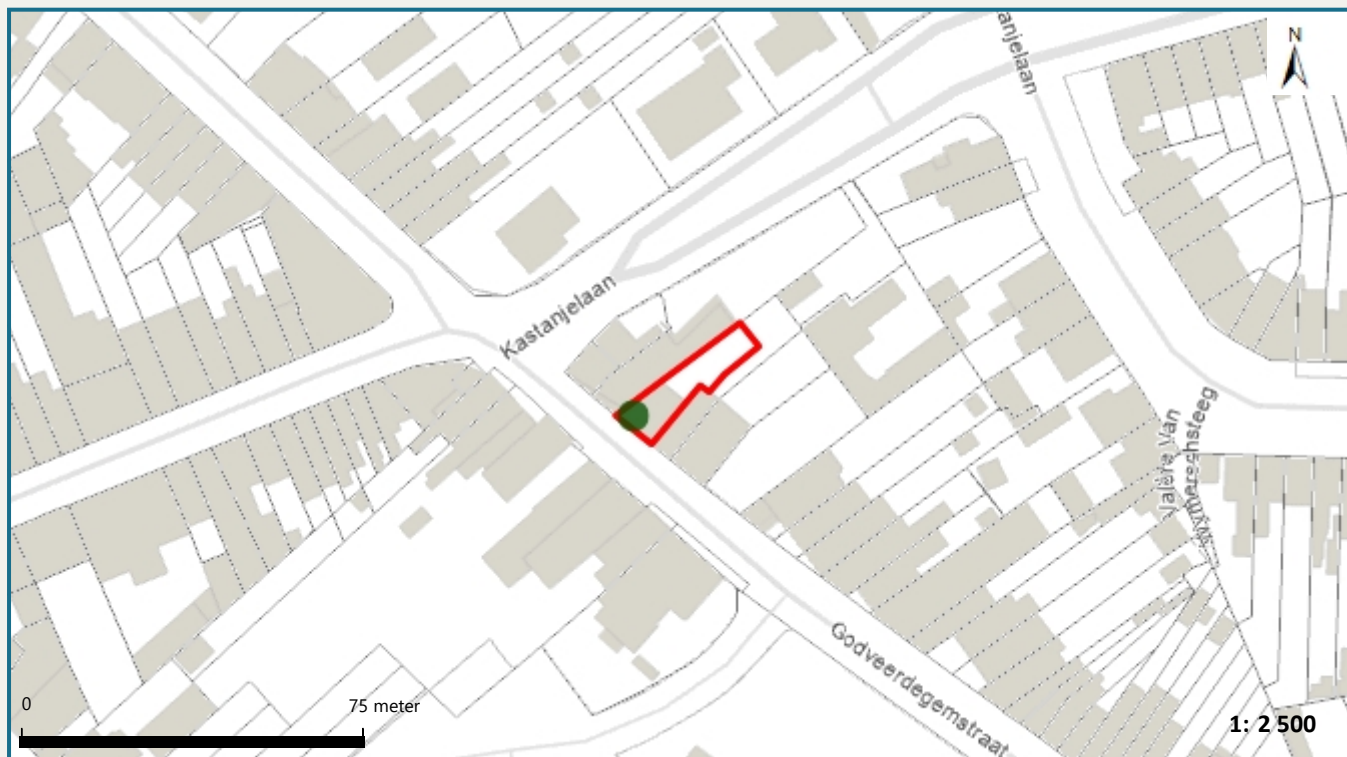 anjelaan
N
Kastanjelaan
Jalère Van
Godveerdegemstraat
0 75 meter
1: 2 500